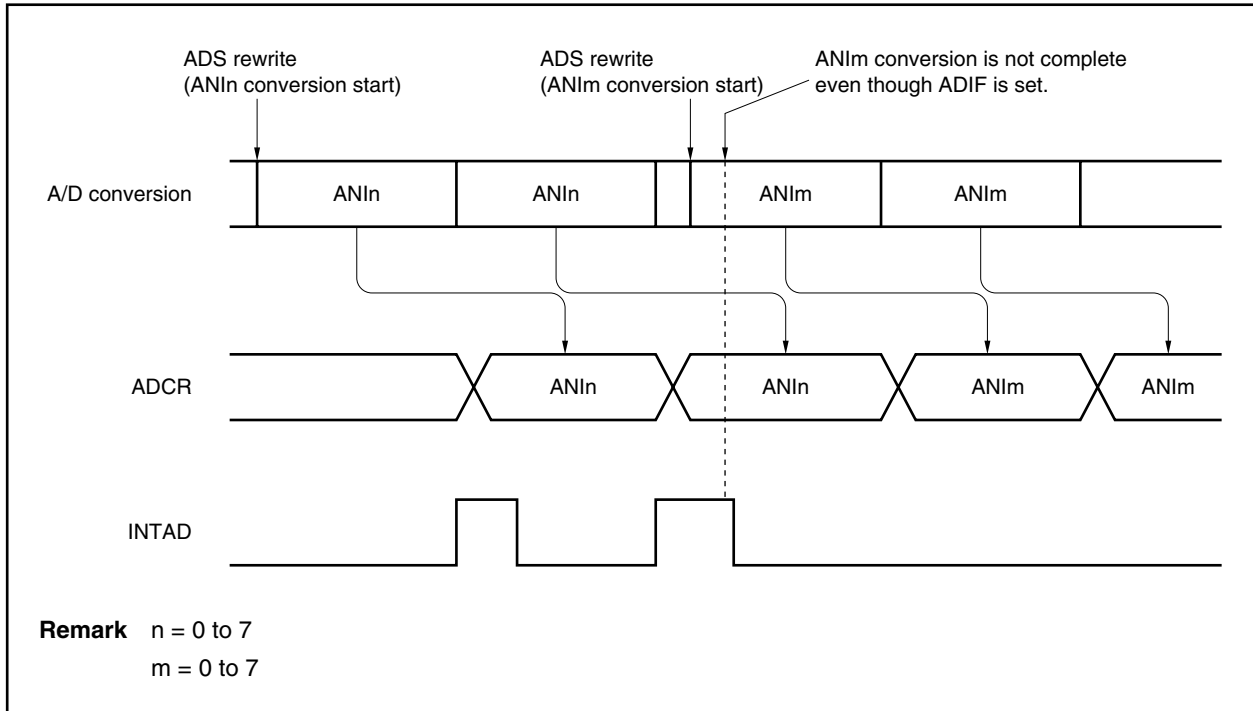 ADS rewrite
(ANIn conversion start)
ADS rewrite
(ANIm conversion start)
ANIm conversion is not complete
even though ADIF is set.
A/D conversion
ANIn
ANIn
ANIm
ANIm
ADCR
ANIn
ANIn
ANIm
ANIm
INTAD
Remark n = 0 to 7
m = 0 to 7